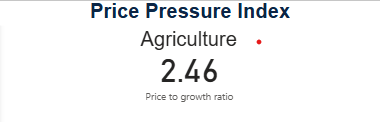 Price Pressure Index
Agriculture
2.46
Price to growth ratio